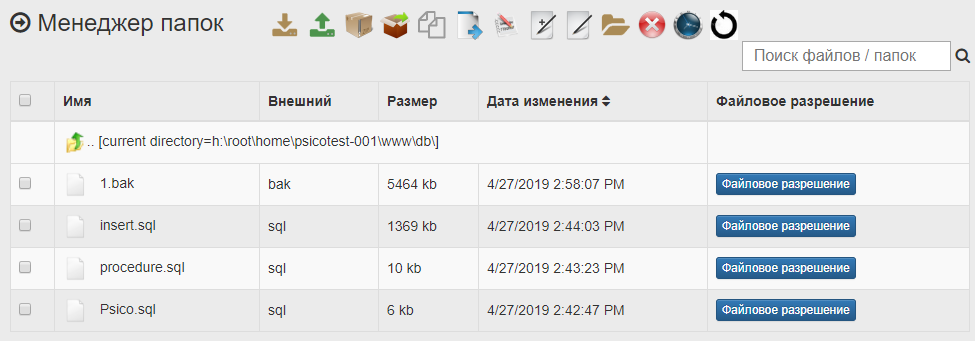 Менеджер папок
Поиск файлов / папок
Имя Внешний Размер Дата изменения Файловое разрешение
.. [current directory=h:\root\home\psicotest-001\www\db\]
1.bak bak 5464 kb 4/27/2019 2:58:07 PM Файловое разрешение
insert.sql sql 1369 kb 4/27/2019 2:44:03 PM Файловое разрешение
procedure.sql sql 10 kb 4/27/2019 2:43:23 PM Файловое разрешение
Psico.sql sql 6 kb 4/27/2019 2:42:47 PM Файловое разрешение